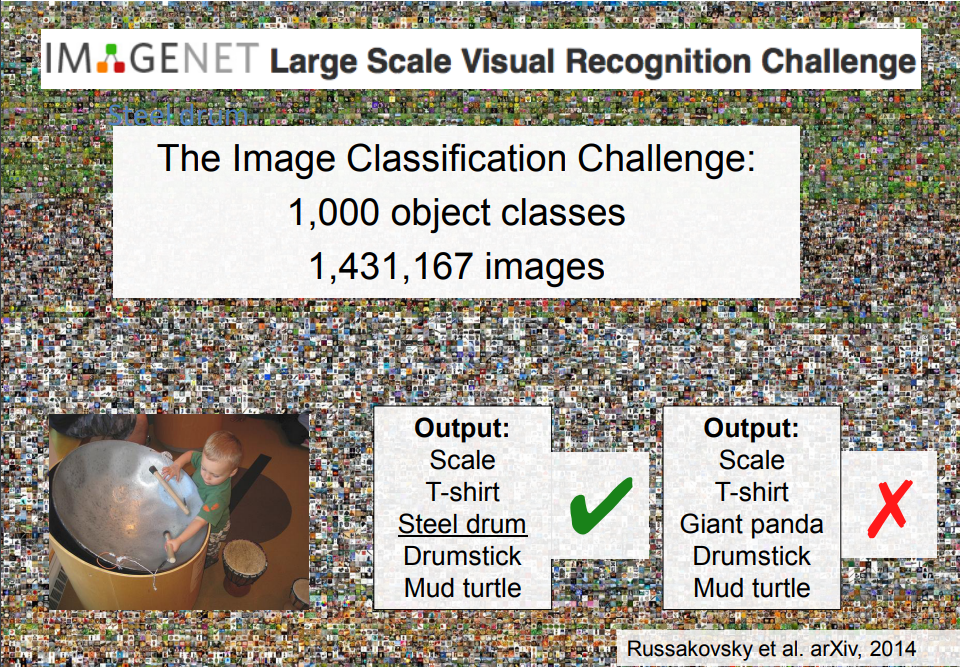 IMAGENET Large Scale Visual Recognition Challenge
Steel drum
The Image Classification Challenge:
1,000 object classes
1,431,167 images
Output:
Scale
T-shirt
Steel drum
Drumstick
Mud turtle
Output:
Scale
T-shirt
Giant panda
Drumstick
Mud turtle
Russakovsky et al. arXiv, 2014